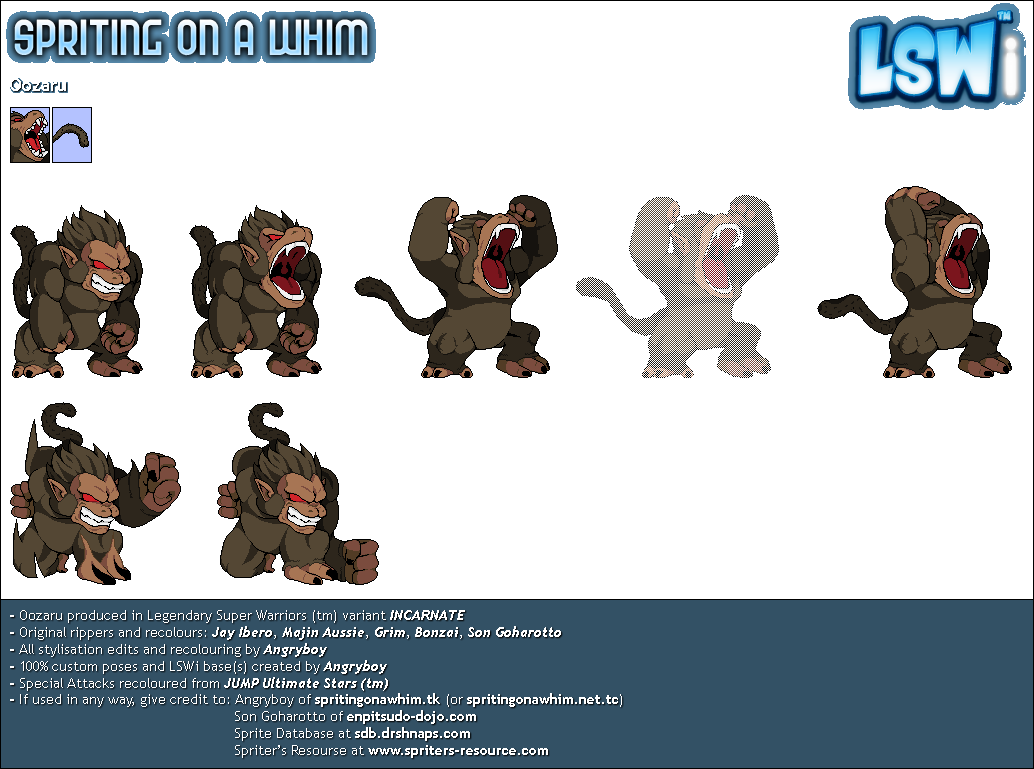 SPRITING ON A WHIM
LSWi™
Oozaru
- Oozaru produced in Legendary Super Warriors (tm) variant INCARNATE
- Original rippers and recolours: Jay Ibero, Majin Aussie, Grim, Bonzai, Son Goharotto
- All stylisation edits and recolouring by Angryboy
- 100% custom poses and LSWi base(s) created by Angryboy
- Special Attacks recoloured from JUMP Ultimate Stars (tm)
- If used in any way, give credit to: Angryboy of spritingonawhim.tk (or spritingonawhim.net.tc)
Son Goharotto of enpitsudo-dojo.com
Sprite Database at sdb.drshnaps.com
Spriter's Resourse at www.spriters-resource.com